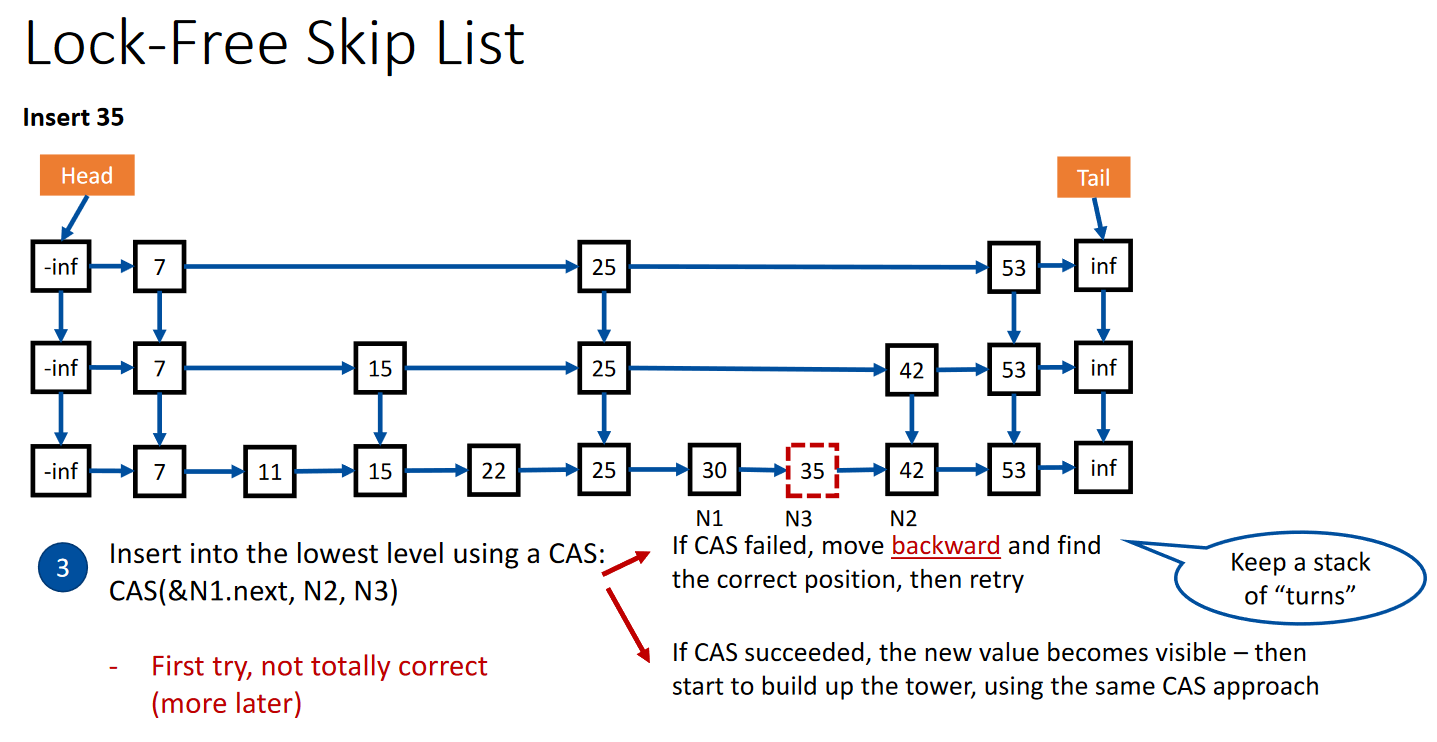 Lock-Free Skip List
Insert 35
Head
Tail
-inf
7
25
53
inf
-inf
7
15
25
42
53
inf
-inf
7
11
15
22
25
30
35
42
53
inf
N1
N3
N2
3
Insert into the lowest level using a CAS:
CAS(&N1.next, N2, N3)
- First try, not totally correct
(more later)
If CAS failed, move backward and find
the correct position, then retry
Keep a stack
of “turns”
If CAS succeeded, the new value becomes visible – then
start to build up the tower, using the same CAS approach